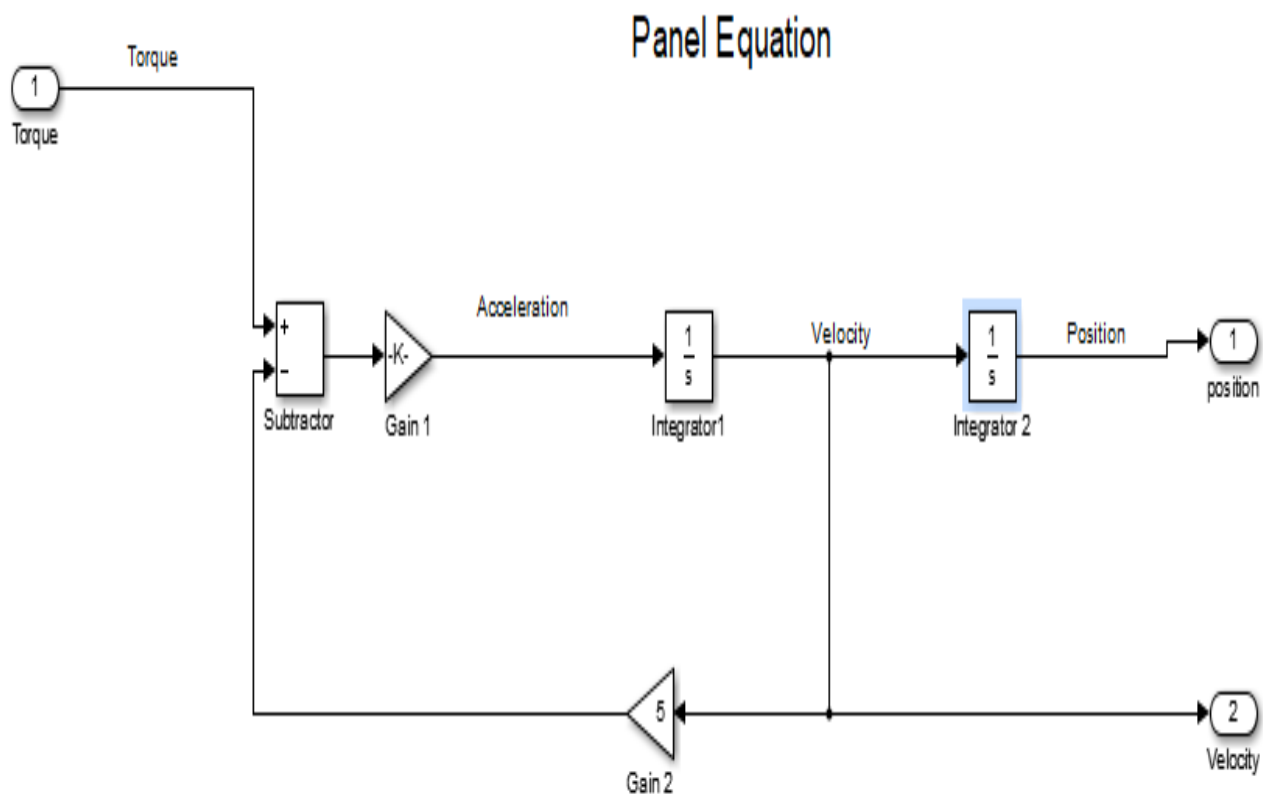 Panel Equation
Torque
1
Torque
+
−
Subtractor
-K-
Gain 1
Acceleration
1
s
Integrator1
Velocity
1
s
Integrator 2
Position
1
position
5
Gain 2
2
Velocity